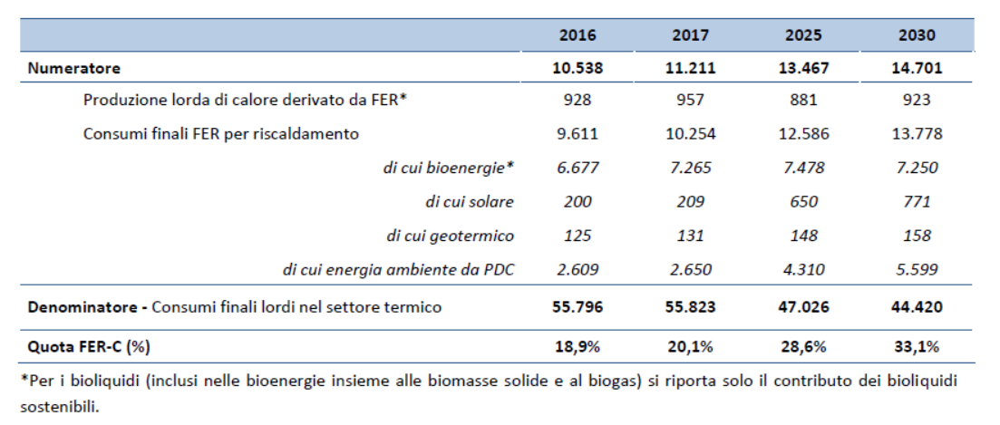 2016 2017 2025 2030
Numeratore 10.538 11.211 13.467 14.701
Produzione lorda di calore derivato da FER* 928 957 881 923
Consumi finali FER per riscaldamento 9.611 10.254 12.586 13.778
di cui bioenergie* 6.677 7.265 7.478 7.250
di cui solare 200 209 650 771
di cui geotermico 125 131 148 158
di cui energia ambiente da PDC 2.609 2.650 4.310 5.599
Denominatore - Consumi finali lordi nel settore termico 55.796 55.823 47.026 44.420
Quota FER-C (%) 18,9% 20,1% 28,6% 33,1%
*Per i bioliquidi (inclusi nelle bioenergie insieme alle biomasse solide e al biogas) si riporta solo il contributo dei bioliquidi
sostenibili.